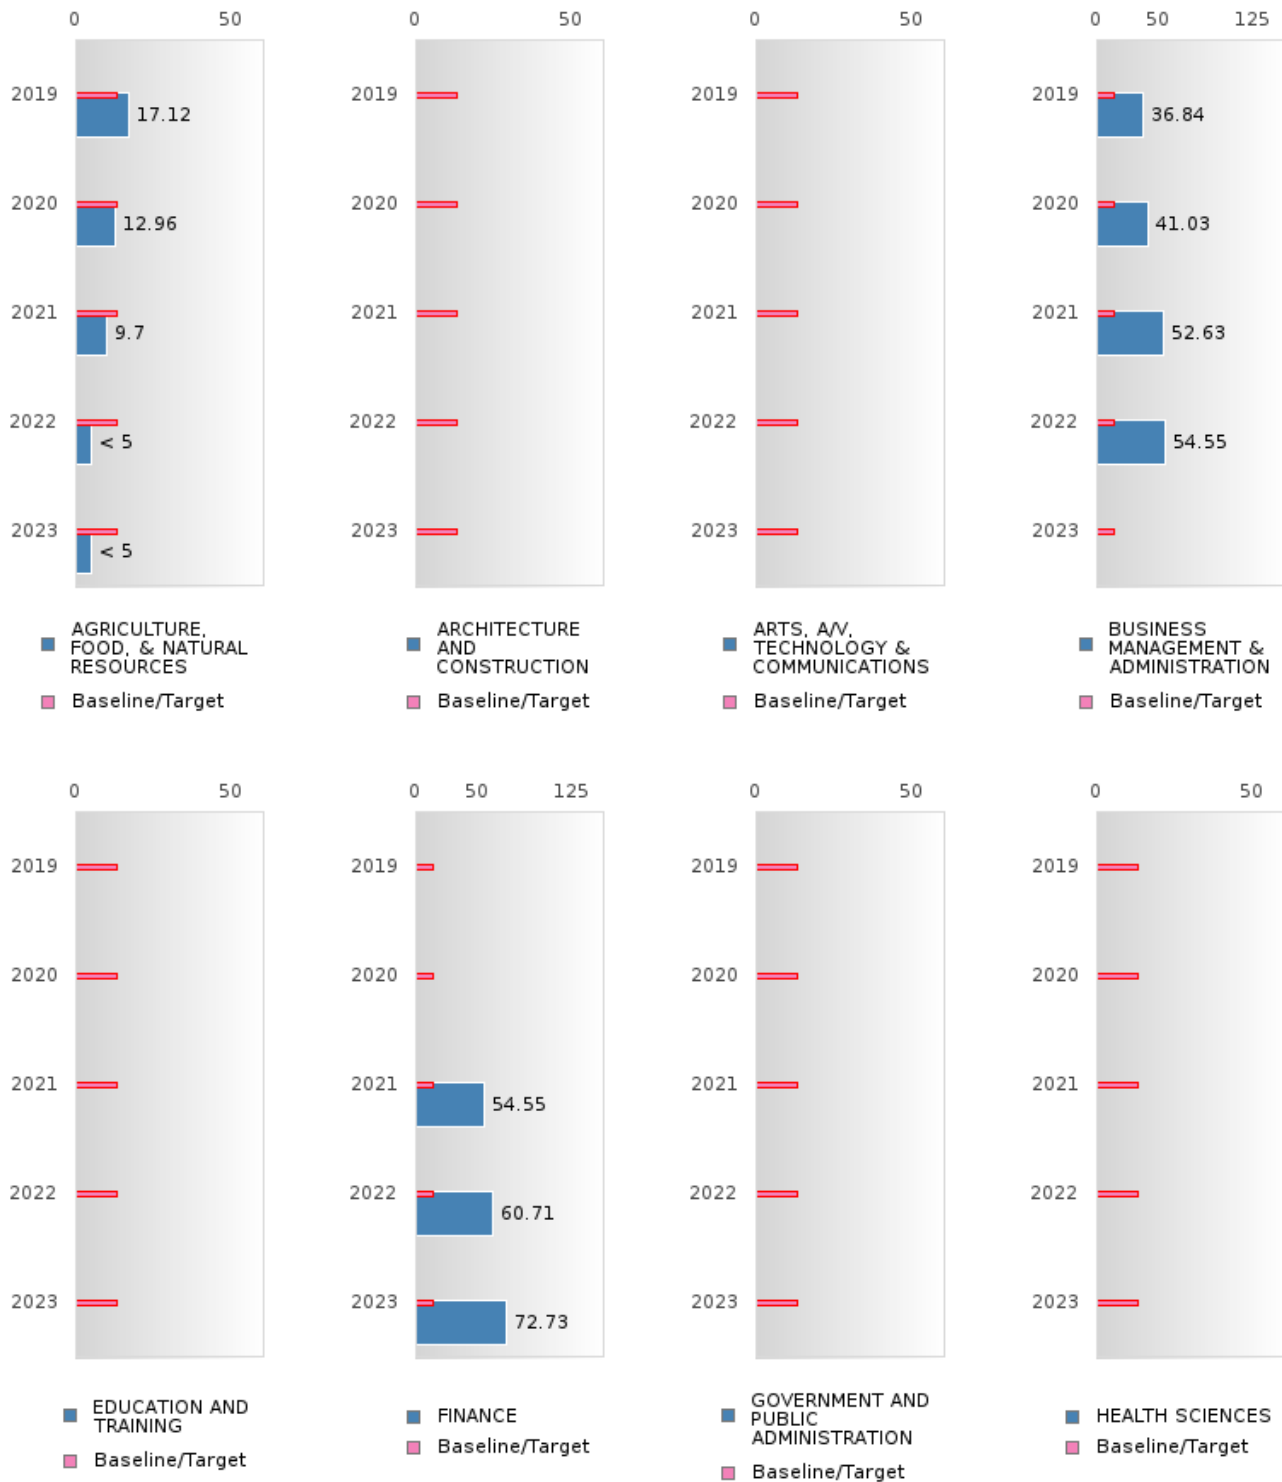 0 50
2019
17.12
2020
12.96
2021
9.7
2022
< 5
2023
< 5
AGRICULTURE,
FOOD, & NATURAL
RESOURCES
Baseline/Target
0 50
2019
2020
2021
2022
2023
ARCHITECTURE
AND
CONSTRUCTION
Baseline/Target
0 50
2019
2020
2021
2022
2023
ARTS, A/V,
TECHNOLOGY &
COMMUNICATIONS
Baseline/Target
0 50 125
2019
36.84
2020
41.03
2021
52.63
2022
54.55
2023
BUSINESS
MANAGEMENT &
ADMINISTRATION
Baseline/Target
0 50
2019
2020
2021
2022
2023
EDUCATION AND
TRAINING
Baseline/Target
0 50 125
2019
2020
2021
54.55
2022
60.71
2023
72.73
FINANCE
Baseline/Target
0 50
2019
2020
2021
2022
2023
GOVERNMENT AND
PUBLIC
ADMINISTRATION
Baseline/Target
0 50
2019
2020
2021
2022
2023
HEALTH SCIENCES
Baseline/Target